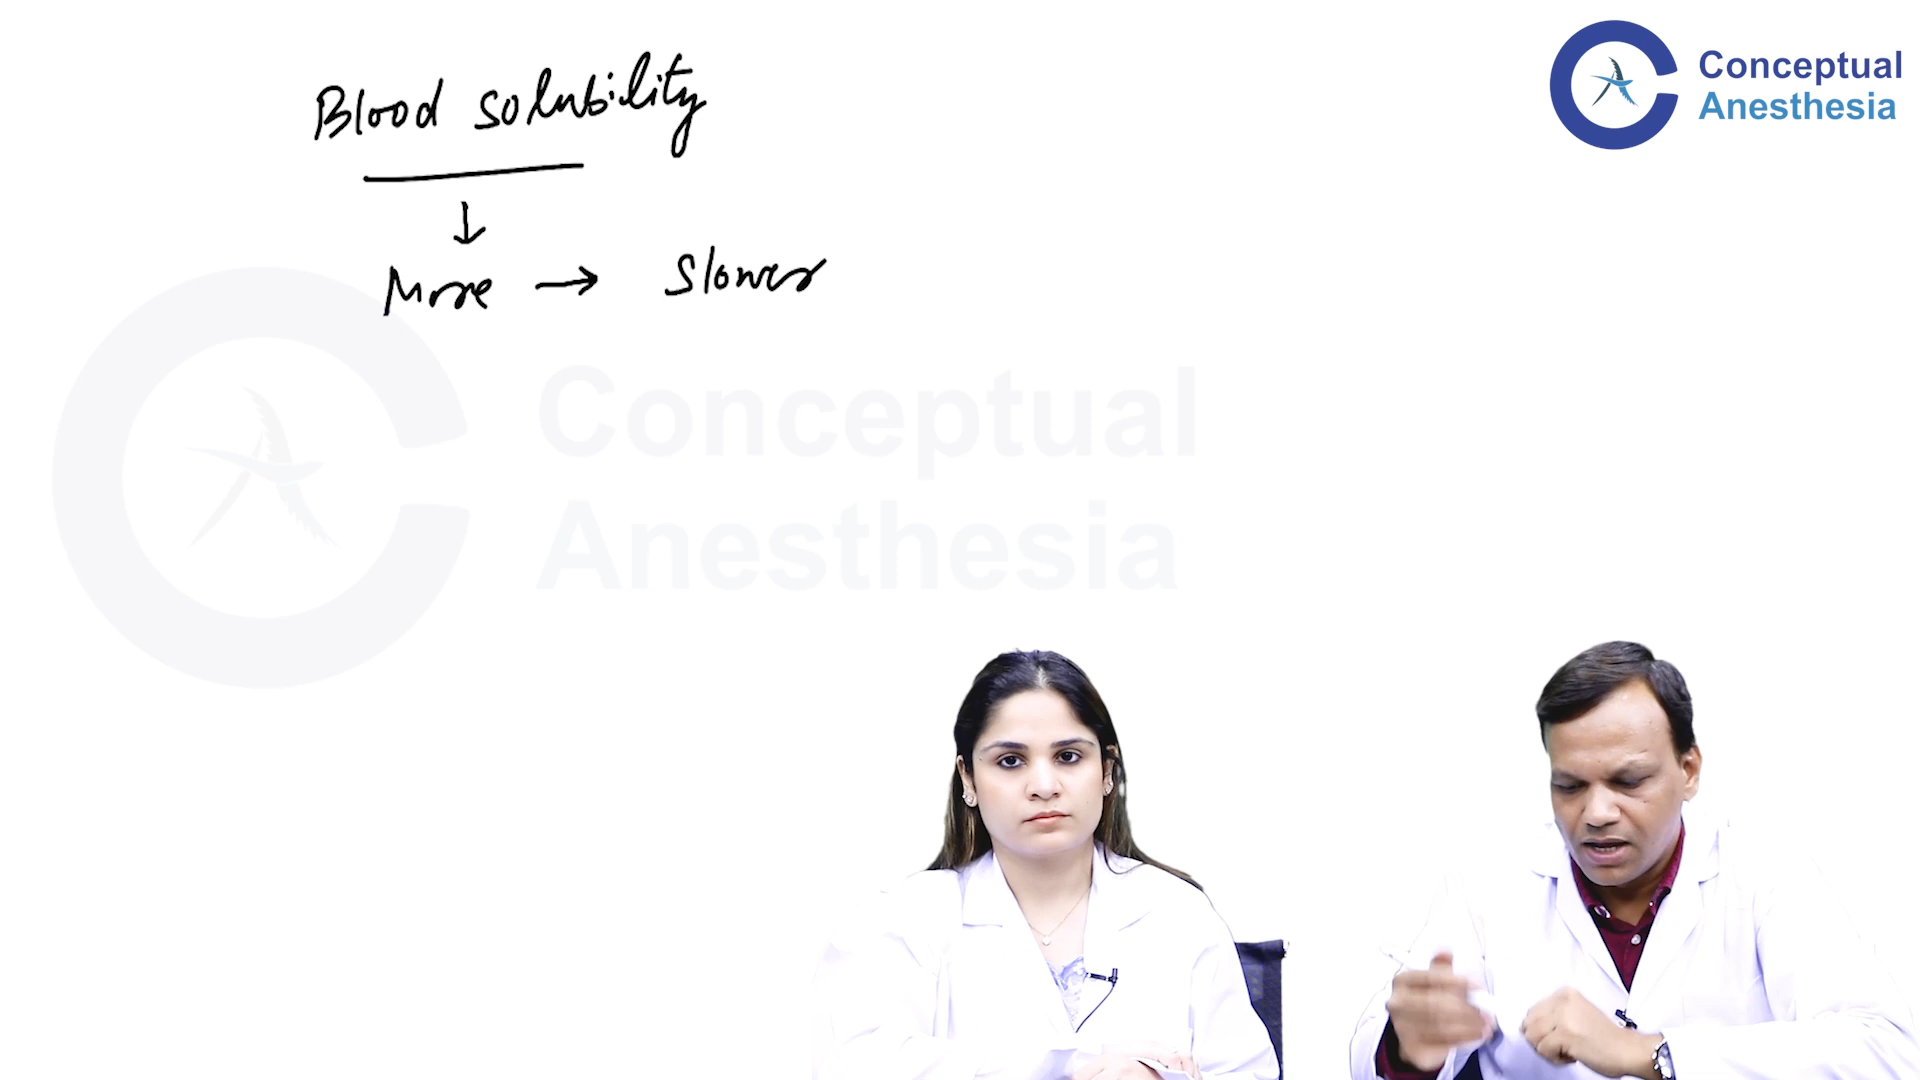 Blood solubility
↓
More → Slower
Conceptual
Anesthesia
Conceptual
Anesthesia